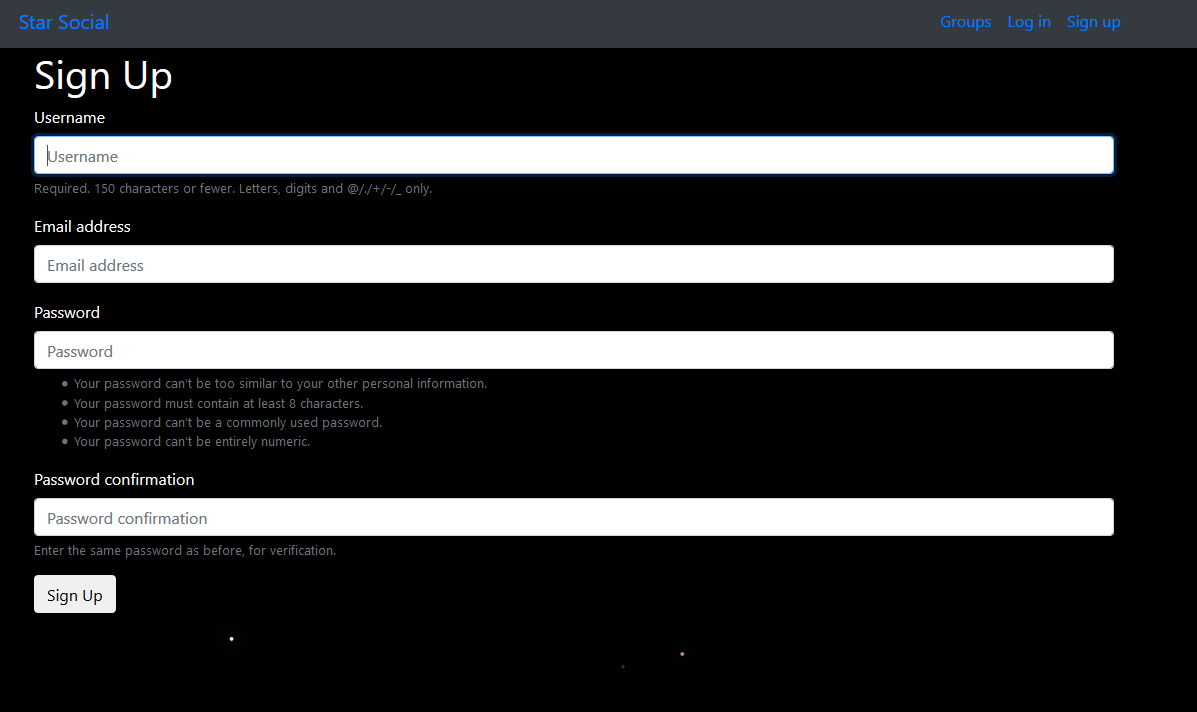 Star Social Groups Log in Sign up
Sign Up
Username
Username
Required. 150 characters or fewer. Letters, digits and @/./+/-/_ only.
Email address
Email address
Password
Password
Your password can't be too similar to your other personal information.
Your password must contain at least 8 characters.
Your password can't be a commonly used password.
Your password can't be entirely numeric.
Password confirmation
Password confirmation
Enter the same password as before, for verification.
Sign Up